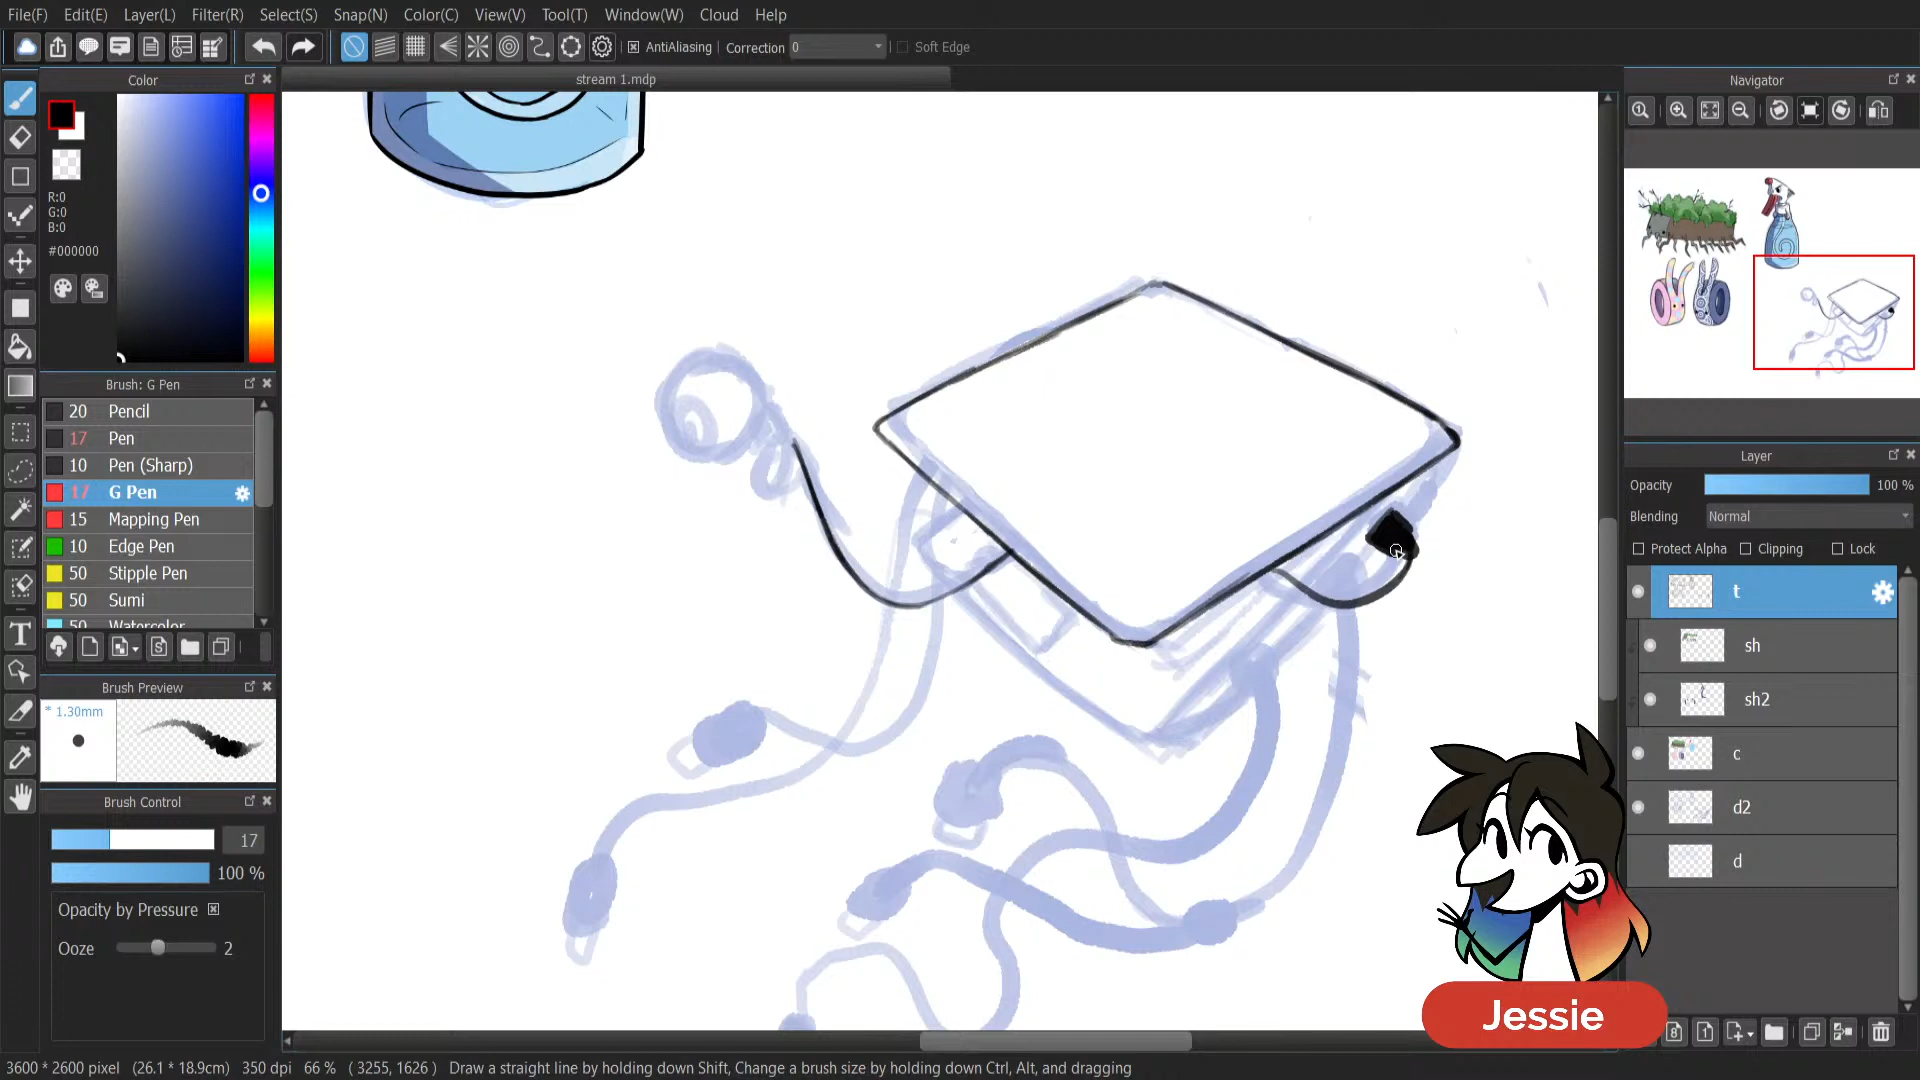 File(F) Edit(E) Layer(L) Filter(R) Select(S) Snap(N) Color(C) View(V) Tool(T) Window(W) Cloud Help
AntiAliasing Correction 0 Soft Edge
Color
stream 1.mdp
Navigator
R:0
G:0
B:0
#000000
Brush: G Pen
20 Pencil
17 Pen
10 Pen (Sharp)
17 G Pen
15 Mapping Pen
10 Edge Pen
50 Stipple Pen
50 Sumi
50 Watercolor
Brush Preview
* 1.30mm
Brush Control
17
100 %
Opacity by Pressure
Ooze 2
Layer
Opacity 100 %
Blending Normal
Protect Alpha Clipping Lock
t
sh
sh2
c
d2
d
Jessie
3600 * 2600 pixel (26.1 * 18.9cm) 350 dpi 66 % ( 3255, 1626 ) Draw a straight line by holding down Shift, Change a brush size by holding down Ctrl, Alt, and dragging